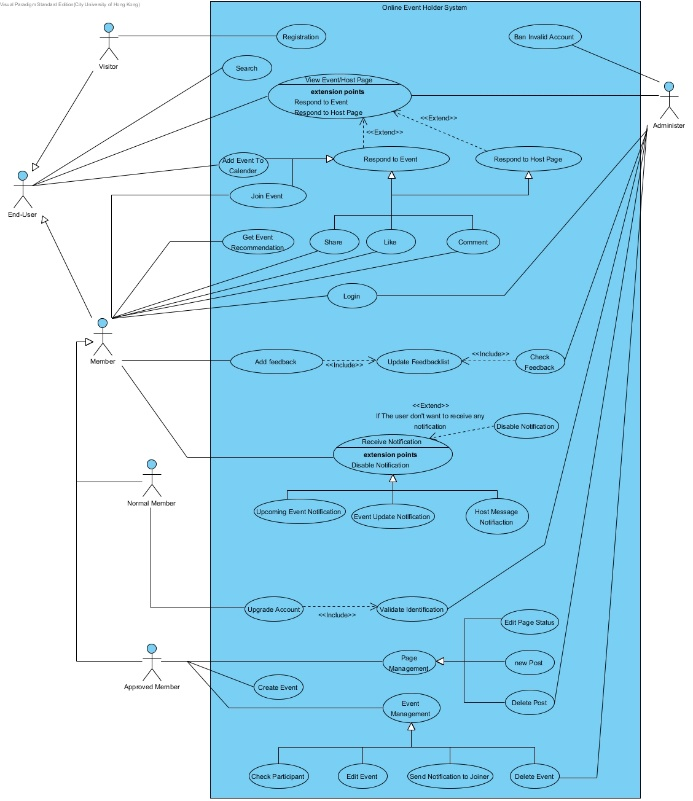 Visual Paradigm Standard Edition(City University of Hong Kong)
Online Event Holder System
Registration
Ban Invalid Account
Visitor
Search
View Event/Host Page
extension points
Respond to Event
Respond to Host Page
<<Extend>>
<<Extend>>
Administer
Add Event To
Calender
Respond to Event
Respond to Host Page
Join Event
End-User
Get Event
Recommendation
Share
Like
Comment
Login
Member
Add feedback
<<Include>>
Update Feedbacklist
<<Include>>
Check
Feedback
<<Extend>>
If The user don't want to receive any
notification
Disable Notification
Receive Notification
extension points
Disable Notification
Normal Member
Upcoming Event Notification
Event Update Notification
Host Message
Notifiaction
Upgrade Account
<<Include>>
Validate Identification
Edit Page Status
Page
Management
new Post
Approved Member
Create Event
Delete Post
Event
Management
Check Participant
Edit Event
Send Notification to Joiner
Delete Event